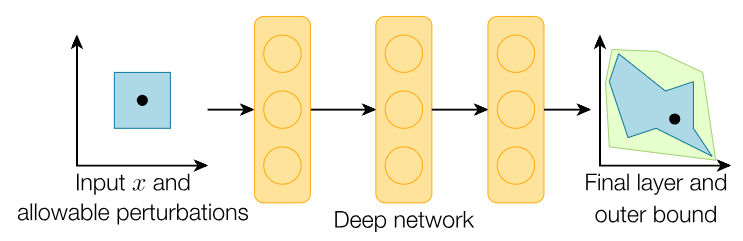 Input x and
allowable perturbations
Deep network
Final layer and
outer bound